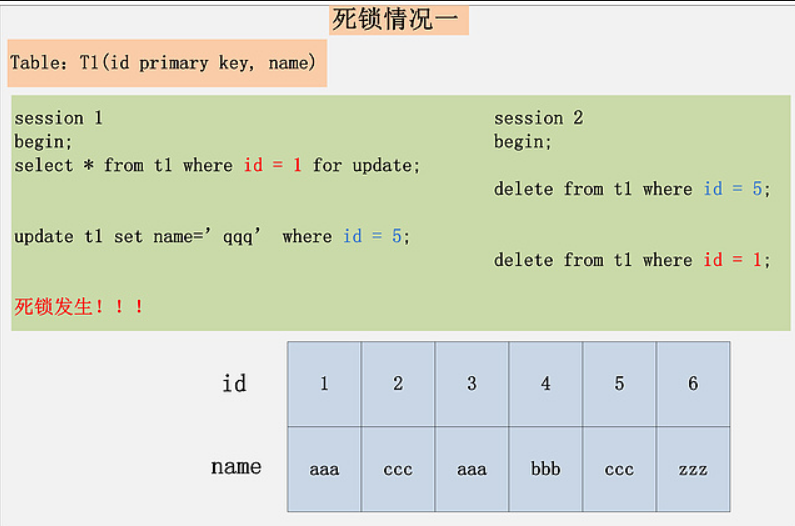 死锁情况一
Table：T1(id primary key, name)
session 1
begin;
select * from t1 where id = 1 for update;
update t1 set name=’qqq’ where id = 5;
死锁发生！！！
session 2
begin;
delete from t1 where id = 5;
delete from t1 where id = 1;
id 1 2 3 4 5 6
name aaa ccc aaa bbb ccc zzz